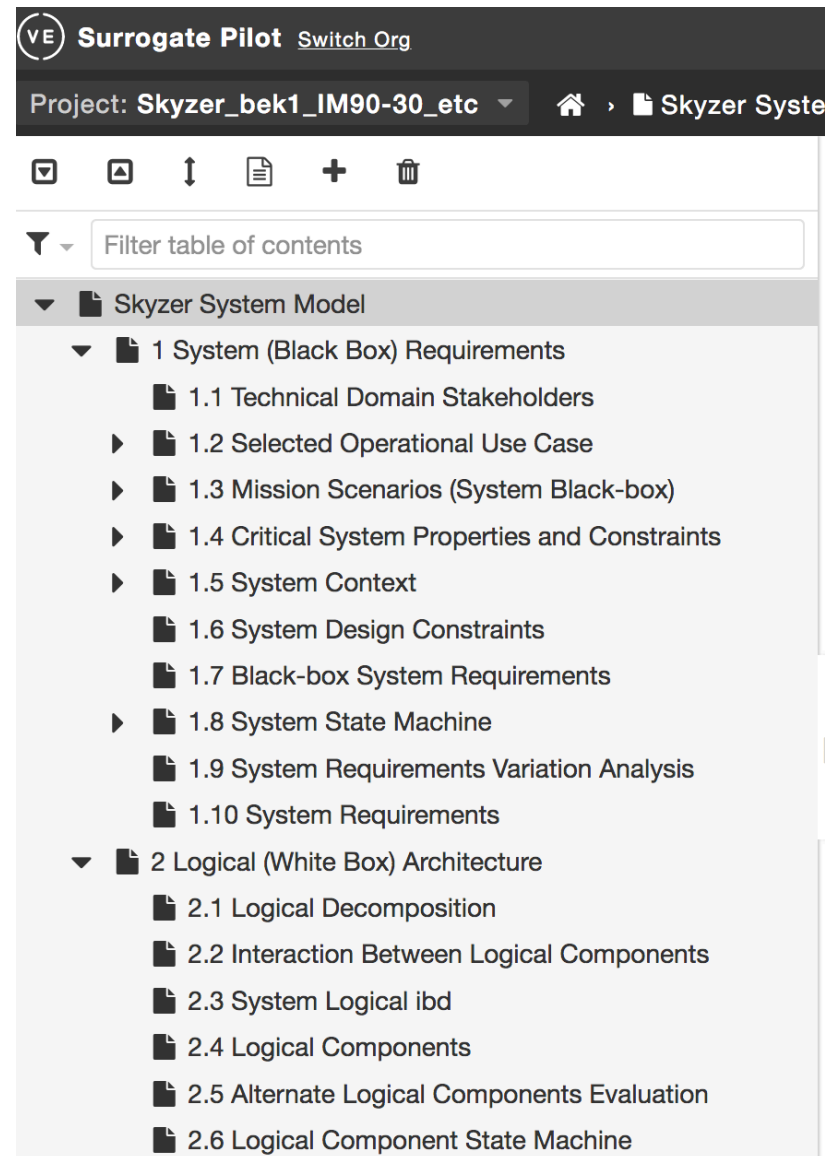 VE Surrogate Pilot Switch Org
Project: Skyzer_bek1_IM90-30_etc Skyzer Syste
Filter table of contents
Skyzer System Model
1 System (Black Box) Requirements
1.1 Technical Domain Stakeholders
1.2 Selected Operational Use Case
1.3 Mission Scenarios (System Black-box)
1.4 Critical System Properties and Constraints
1.5 System Context
1.6 System Design Constraints
1.7 Black-box System Requirements
1.8 System State Machine
1.9 System Requirements Variation Analysis
1.10 System Requirements
2 Logical (White Box) Architecture
2.1 Logical Decomposition
2.2 Interaction Between Logical Components
2.3 System Logical ibd
2.4 Logical Components
2.5 Alternate Logical Components Evaluation
2.6 Logical Component State Machine